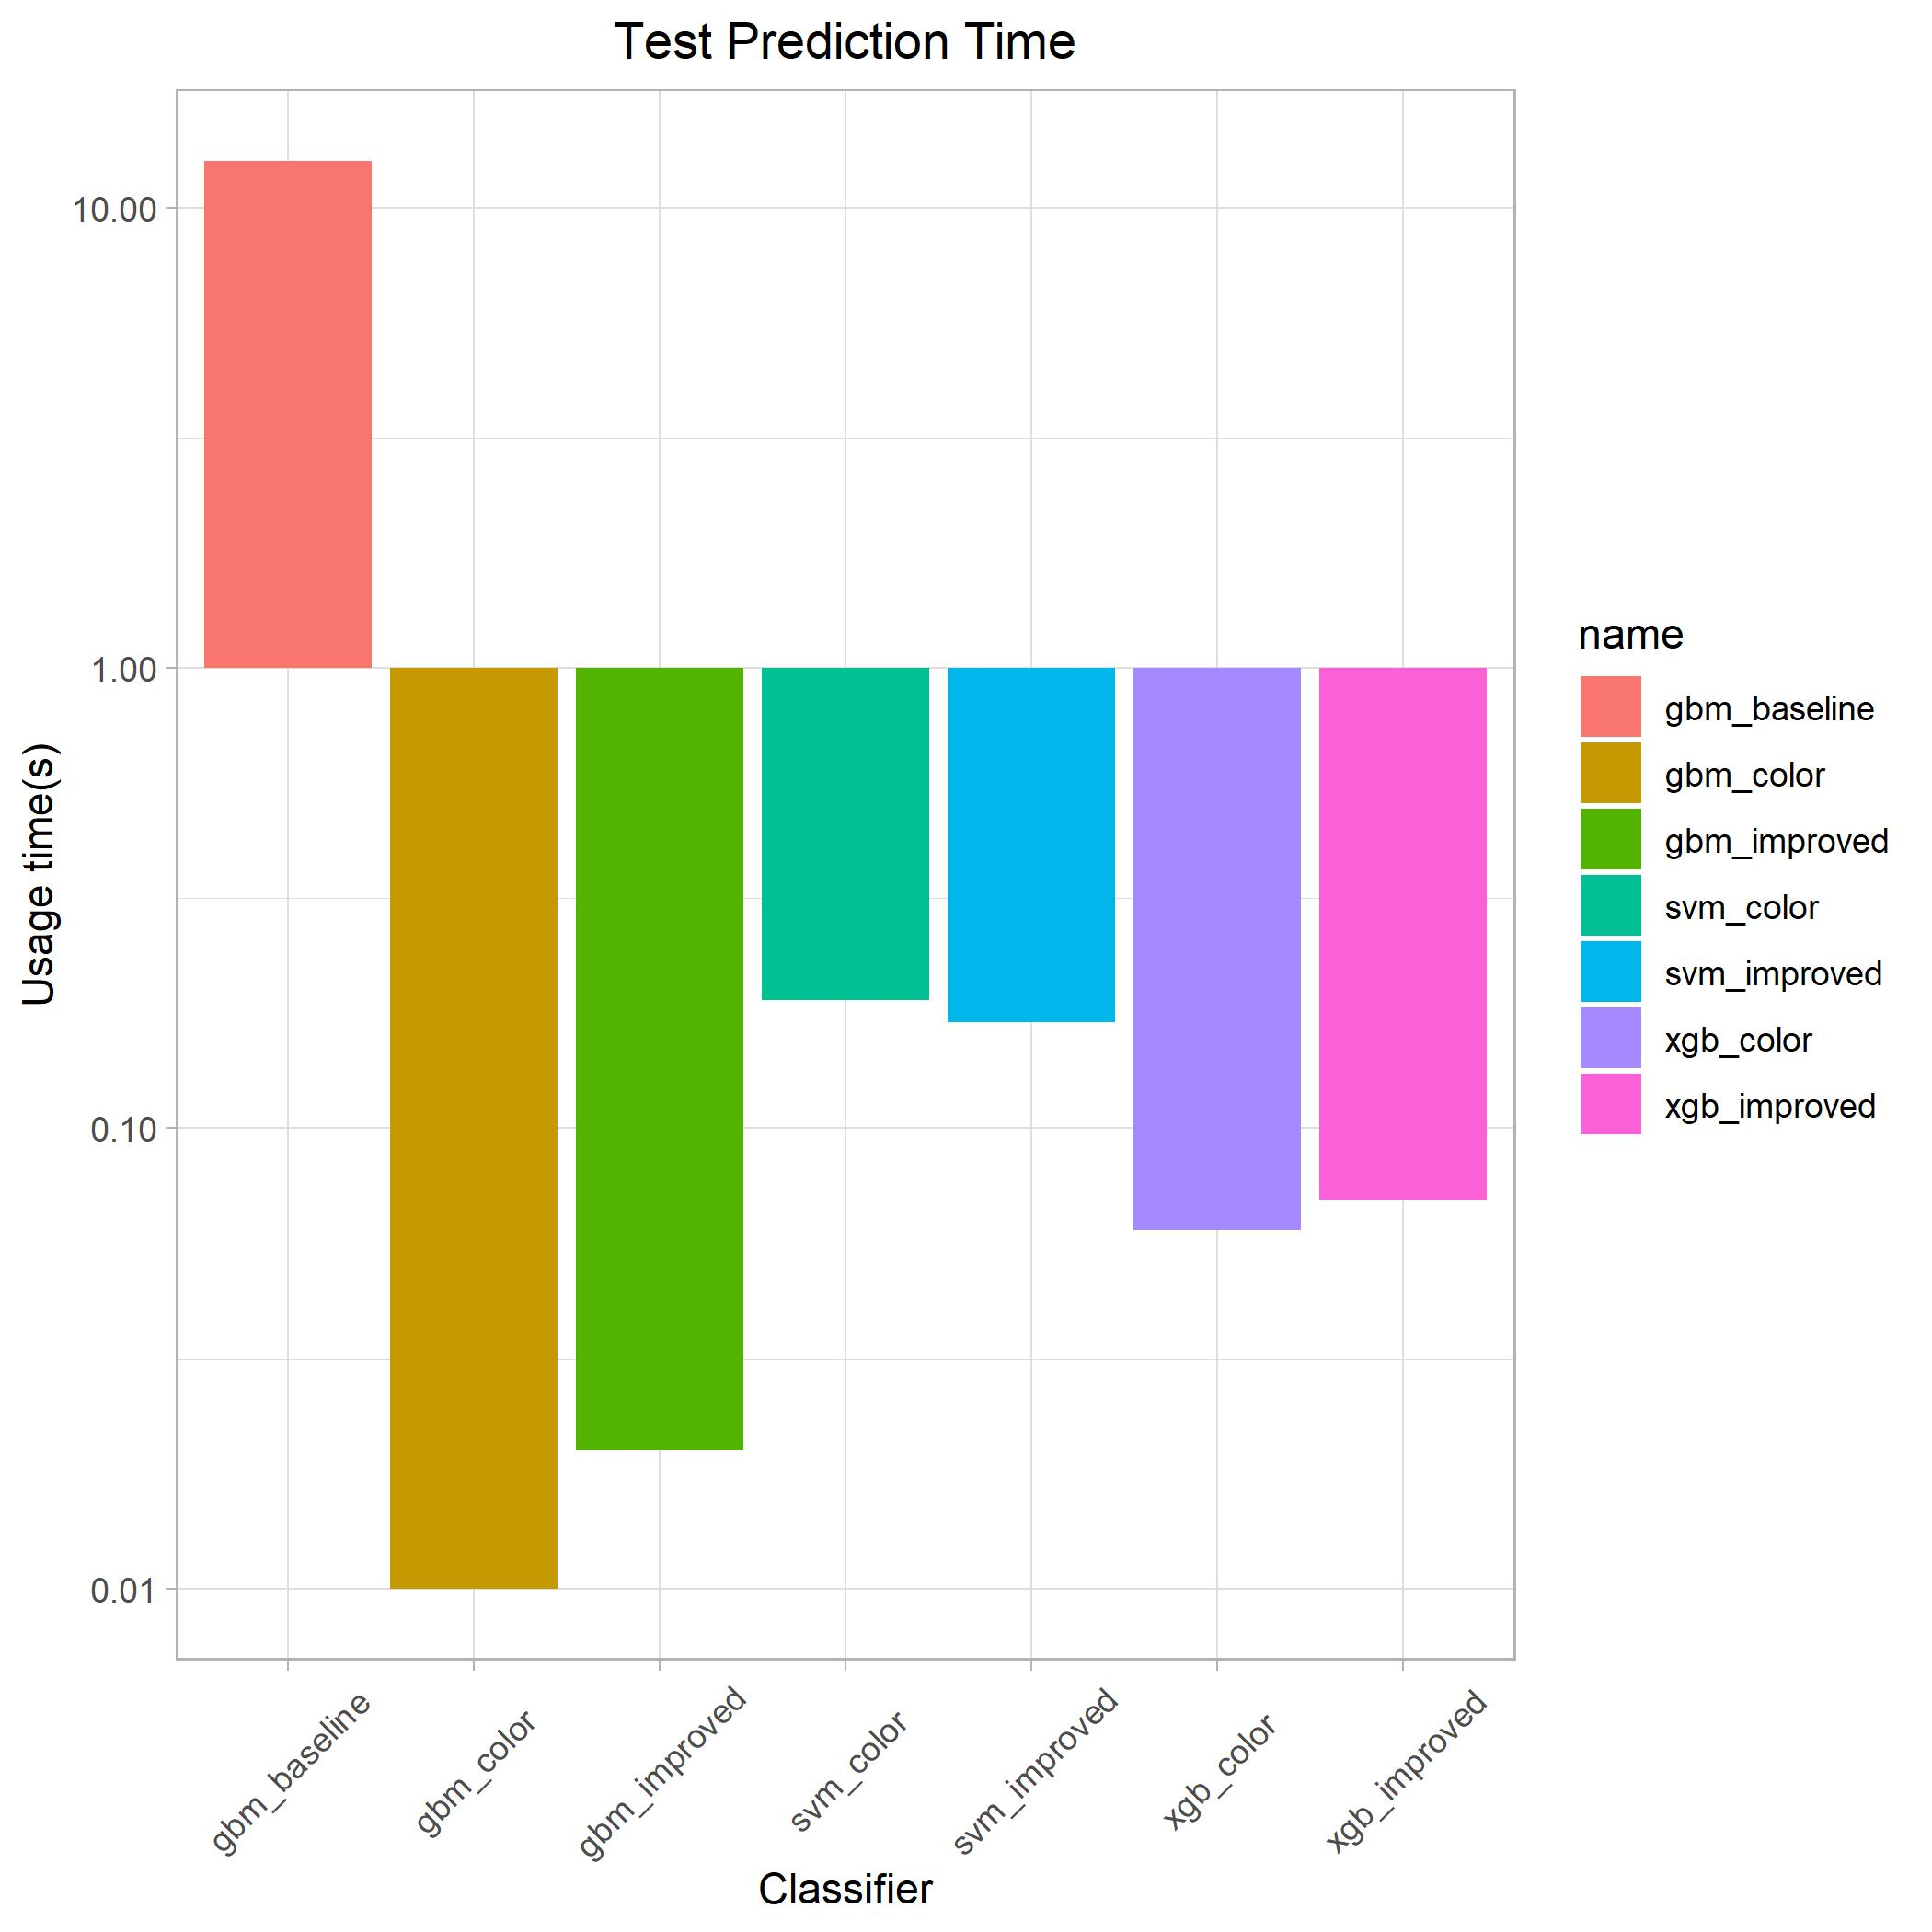 Test Prediction Time
Usage time(s)
10.00
1.00
0.10
0.01
gbm_baseline
gbm_color
gbm_improved
svm_color
svm_improved
xgb_color
xgb_improved
Classifier
name
gbm_baseline
gbm_color
gbm_improved
svm_color
svm_improved
xgb_color
xgb_improved